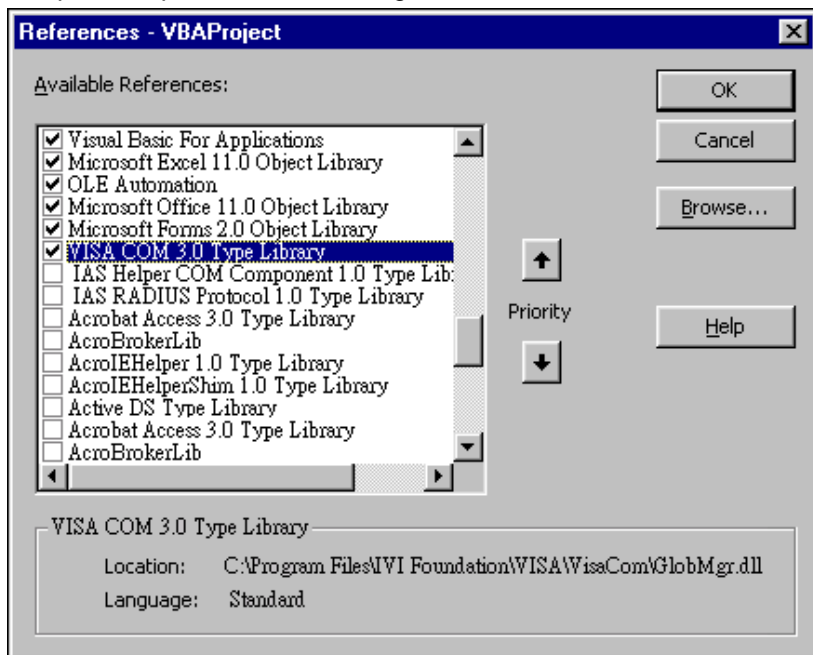 References - VBAProject
Available References:
OK
Cancel
Browse...
Help
Visual Basic For Applications
Microsoft Excel 11.0 Object Library
OLE Automation
Microsoft Office 11.0 Object Library
Microsoft Forms 2.0 Object Library
VISA COM 3.0 Type Library
IAS Helper COM Component 1.0 Type Lib
IAS RADIUS Protocol 1.0 Type Library
Acrobat Access 3.0 Type Library
AcroBrokerLib
AcroIEHelper 1.0 Type Library
AcroIEHelperShim 1.0 Type Library
Active DS Type Library
Acrobat Access 3.0 Type Library
AcroBrokerLib
Priority
VISA COM 3.0 Type Library
Location: C:\Program Files\IVI Foundation\VISA\VisaCom\GlobMgr.dll
Language: Standard